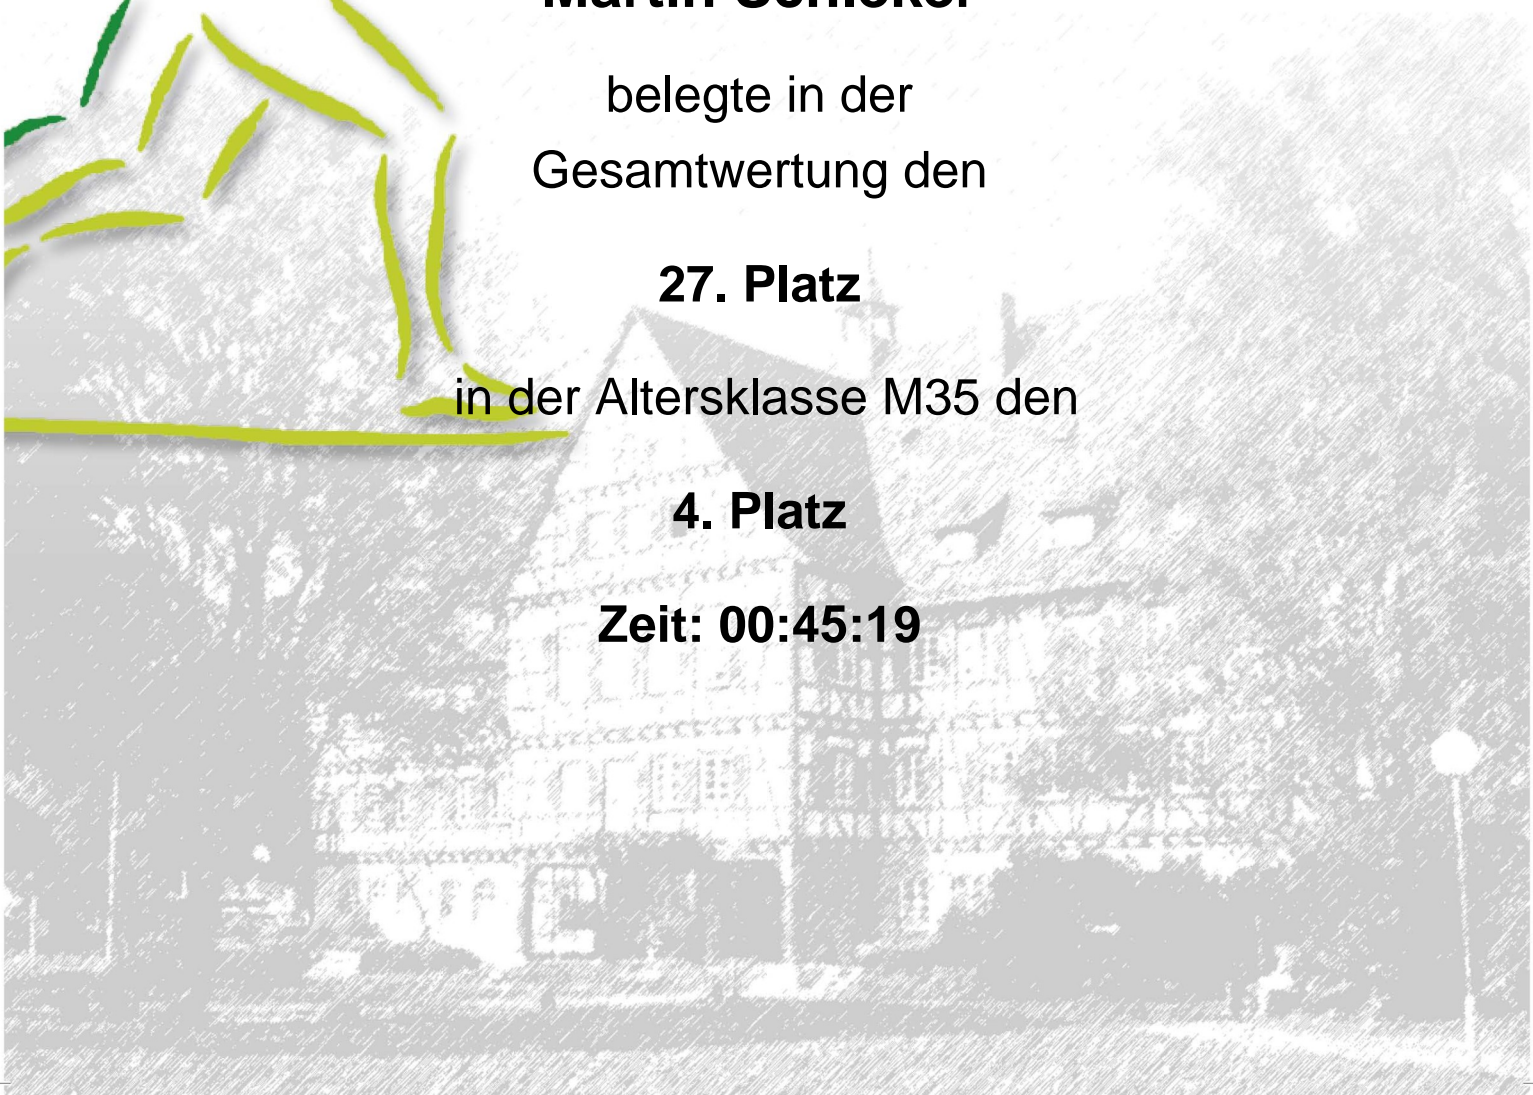 belegte in der
Gesamtwertung den
27. Platz
in der Altersklasse M35 den
4. Platz
Zeit: 00:45:19